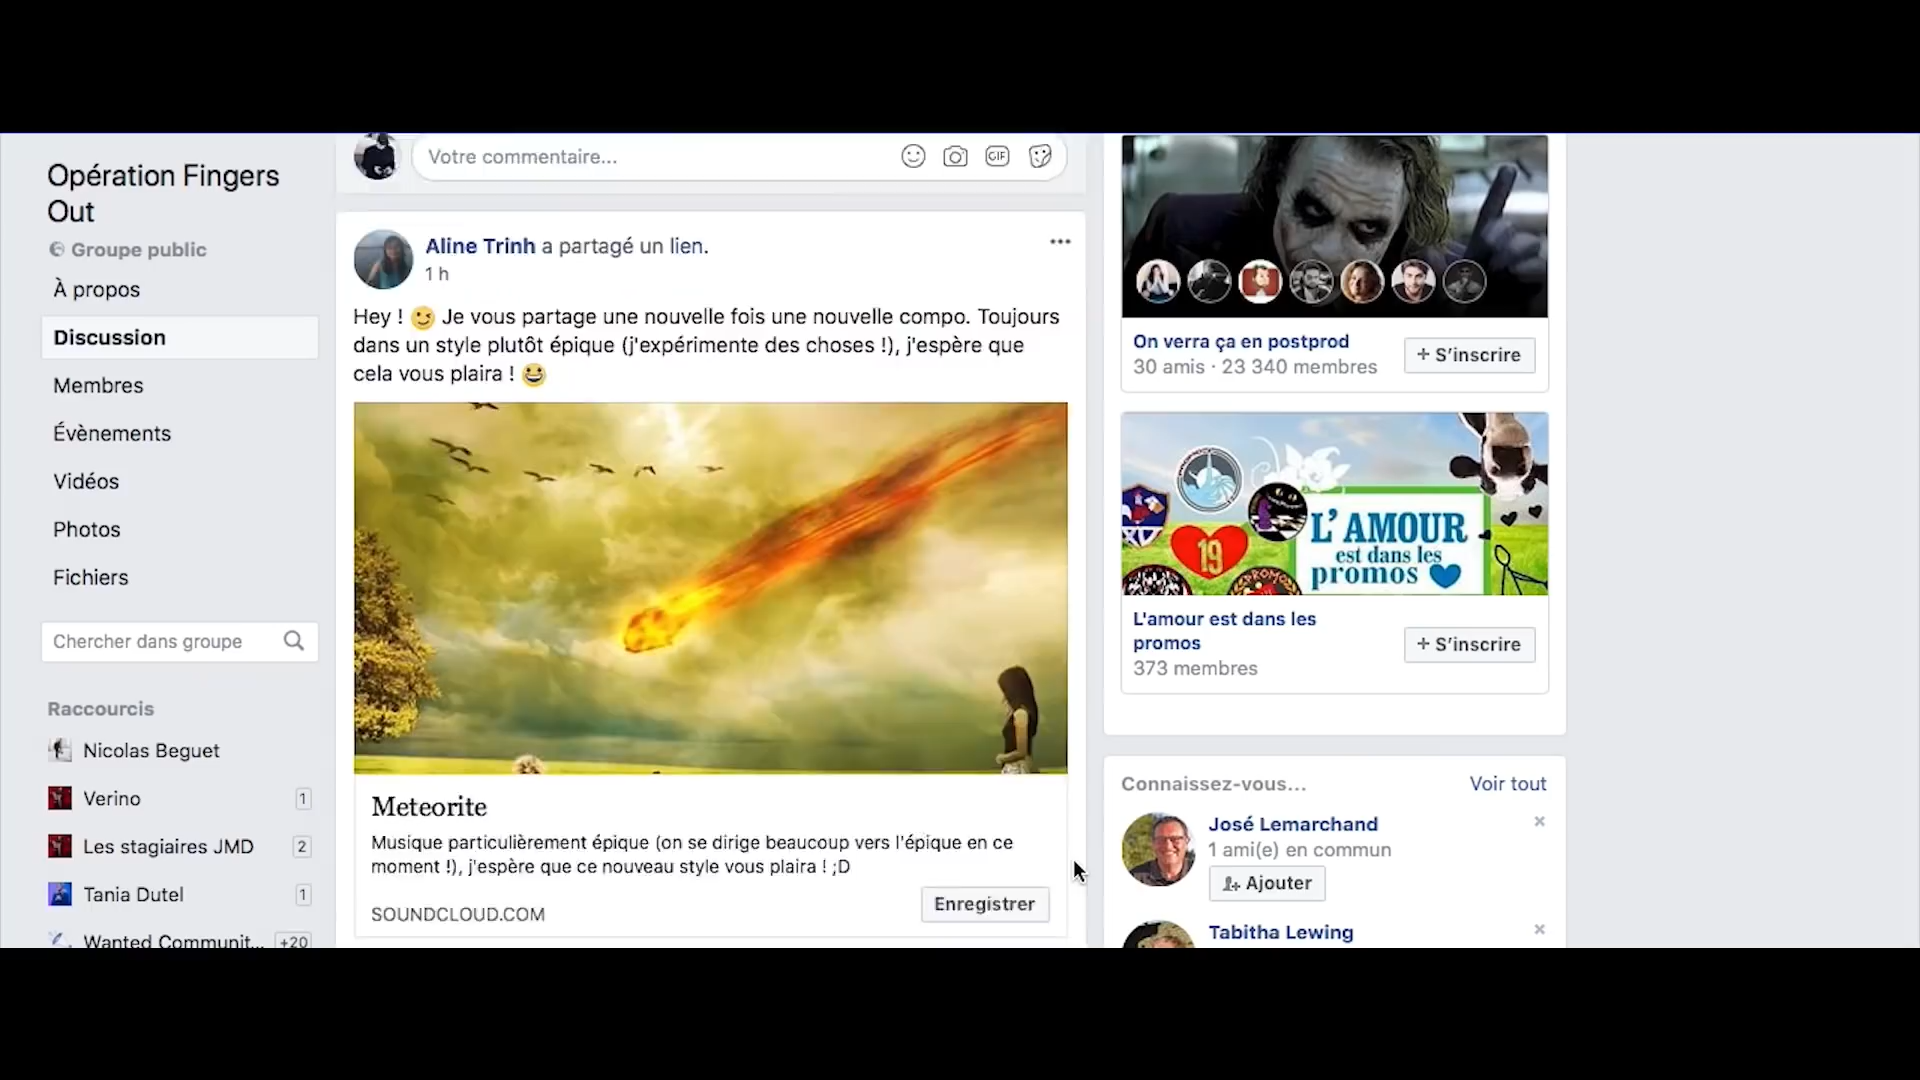 Opération Fingers
Out
Groupe public
À propos
Discussion
Membres
Évènements
Vidéos
Photos
Fichiers
Chercher dans groupe
Raccourcis
Nicolas Beguet
Verino 1
Les stagiaires JMD 2
Tania Dutel 1
Wanted Communit... +20
Votre commentaire...
GIF
Aline Trinh a partagé un lien.
1 h
Hey ! 😉 Je vous partage une nouvelle fois une nouvelle compo. Toujours
dans un style plutôt épique (j'expérimente des choses !), j'espère que
cela vous plaira ! 😀
Meteorite
Musique particulièrement épique (on se dirige beaucoup vers l'épique en ce
moment !), j'espère que ce nouveau style vous plaira ! ;D
SOUNDCLOUD.COM
Enregistrer
On verra ça en postprod
30 amis · 23 340 membres
+ S'inscrire
19
L'AMOUR
est dans les
promos
L'amour est dans les
promos
373 membres
+ S'inscrire
Connaissez-vous...
Voir tout
José Lemarchand
1 ami(e) en commun
Ajouter
Tabitha Lewing